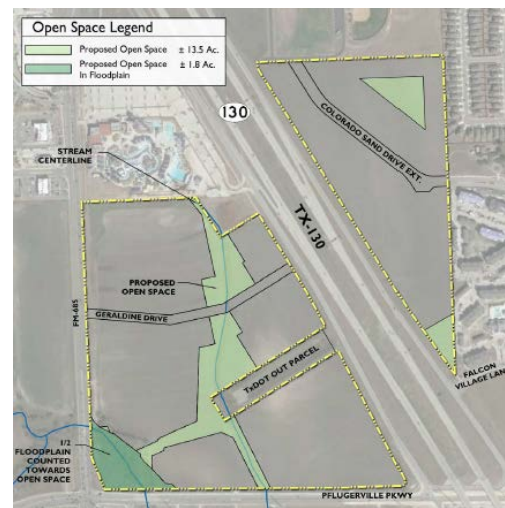 Open Space Legend
Proposed Open Space ± 13.5 Ac.
Proposed Open Space ± 1.8 Ac.
In Floodplain
130
COLORADO SAND DRIVE EXT.
STREAM
CENTERLINE
TX-130
PROPOSED
OPEN SPACE
FM-685
GERALDINE DRIVE
TxDOT OUT PARCEL
FALCON
VILLAGE LANE
1/2
FLOODPLAIN
COUNTED
TOWARDS
OPEN SPACE
PFLUGERVILLE PKWY